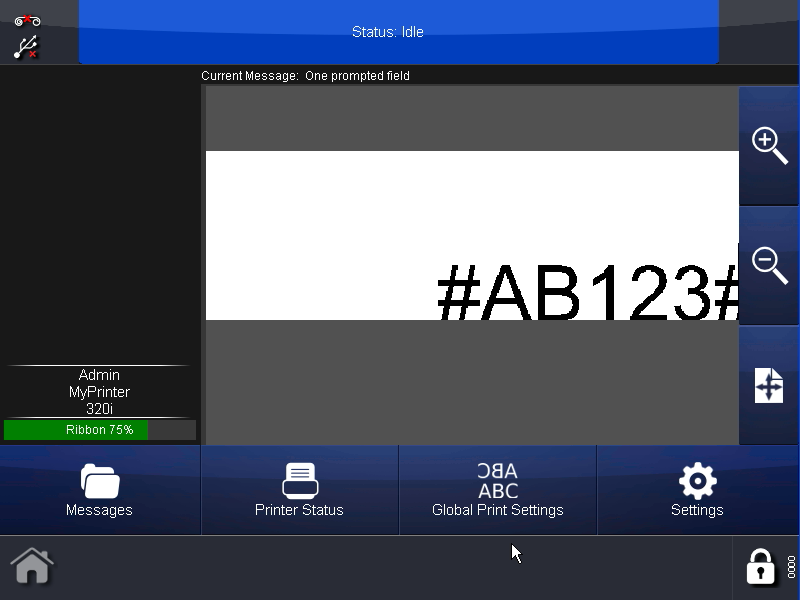 Status: Idle
Current Message: One prompted field
#AB123#
Admin
MyPrinter
320i
Ribbon 75%
Messages
Printer Status
ABC
ABC
Global Print Settings
Settings
0000